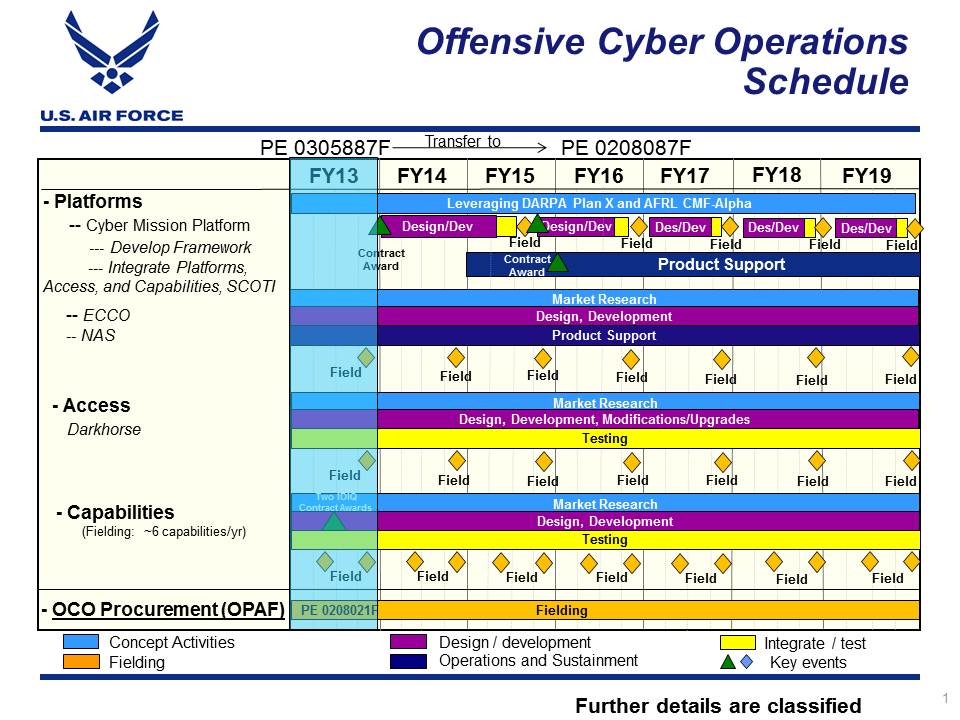 Offensive Cyber Operations
Schedule
U.S. AIR FORCE
PE 0305887F Transfer to PE 0208087F
FY13 FY14 FY15 FY16 FY17 FY18 FY19
- Platforms
Leveraging DARPA Plan X and AFRL CMF-Alpha
-- Cyber Mission Platform
Design/Dev Design/Dev Des/Dev Des/Dev Des/Dev
--- Develop Framework
Field Field Field Field Field
Contract
Award
--- Integrate Platforms,
Access, and Capabilities, SCOTI
Contract
Award
Product Support
Market Research
-- ECCO
Design, Development
-- NAS
Product Support
Field Field Field Field Field Field Field
- Access
Market Research
Darkhorse
Design, Development, Modifications/Upgrades
Testing
Field Field Field Field Field Field Field
Two IDIQ
Contract Awards
- Capabilities
Market Research
(Fielding: ~6 capabilities/yr)
Design, Development
Testing
Field Field Field Field Field Field Field
- OCO Procurement (OPAF)
PE 0208021F
Fielding
Concept Activities Design / development Integrate / test
Fielding Operations and Sustainment Key events
Further details are classified
1